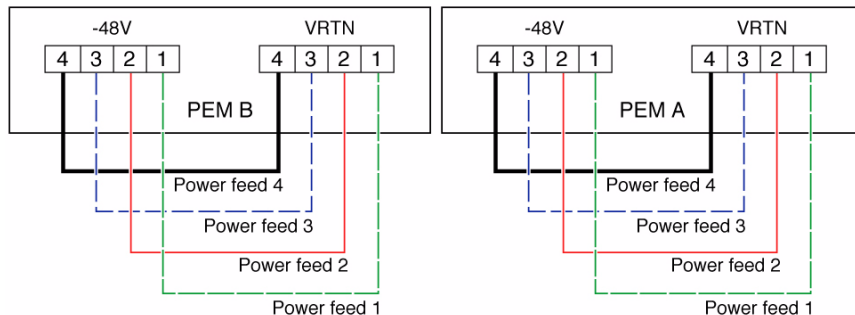 -48V VRTN
4 3 2 1 4 3 2 1
PEM B
Power feed 4
Power feed 3
Power feed 2
Power feed 1
-48V VRTN
4 3 2 1 4 3 2 1
PEM A
Power feed 4
Power feed 3
Power feed 2
Power feed 1